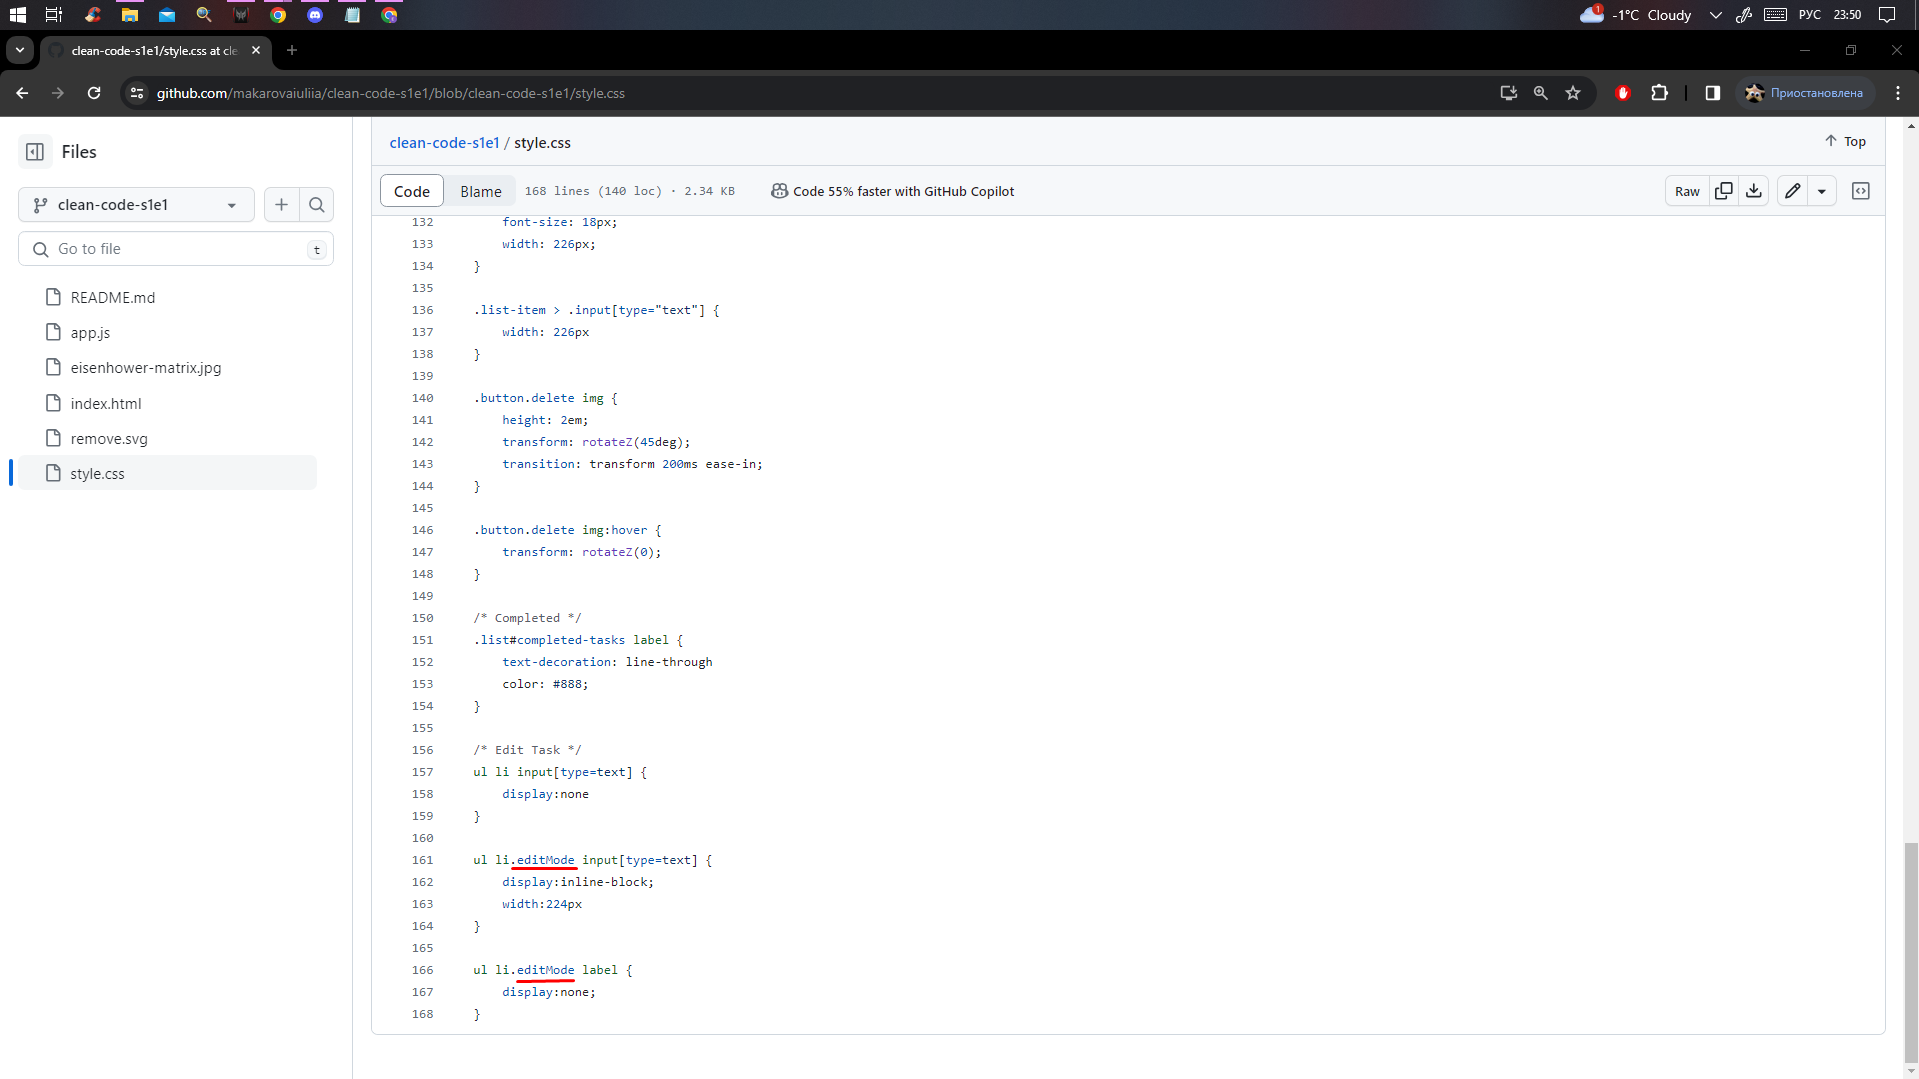 1
-1°C Cloudy
РУС
23:50
clean-code-s1e1/style.css at cle
github.com/makarovaiuliia/clean-code-s1e1/blob/clean-code-s1e1/style.css
Приостановлена
Files
clean-code-s1e1
Go to file
t
README.md
app.js
eisenhower-matrix.jpg
index.html
remove.svg
style.css
clean-code-s1e1 / style.css
Top
Code
Blame
168 lines (140 loc) · 2.34 KB
Code 55% faster with GitHub Copilot
Raw
132 font-size: 18px;
133 width: 226px;
134 }
135
136 .list-item > .input[type="text"] {
137 width: 226px
138 }
139
140 .button.delete img {
141 height: 2em;
142 transform: rotateZ(45deg);
143 transition: transform 200ms ease-in;
144 }
145
146 .button.delete img:hover {
147 transform: rotateZ(0);
148 }
149
150 /* Completed */
151 .list#completed-tasks label {
152 text-decoration: line-through
153 color: #888;
154 }
155
156 /* Edit Task */
157 ul li input[type=text] {
158 display:none
159 }
160
161 ul li.editMode input[type=text] {
162 display:inline-block;
163 width:224px
164 }
165
166 ul li.editMode label {
167 display:none;
168 }